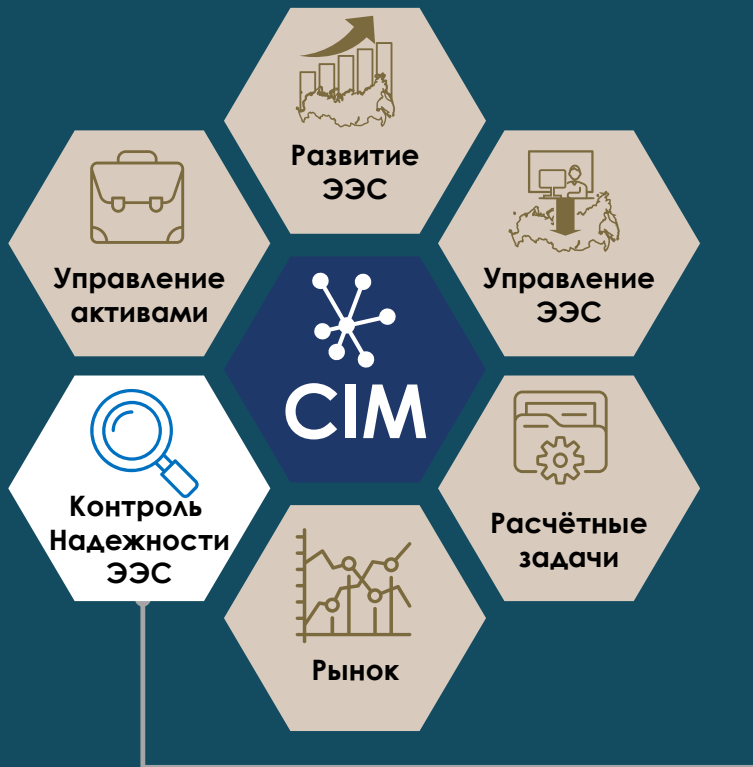 Развитие
ЭЭС
Управление
активами
Управление
ЭЭС
CIM
Контроль
Надежности
ЭЭС
Расчётные
задачи
Рынок